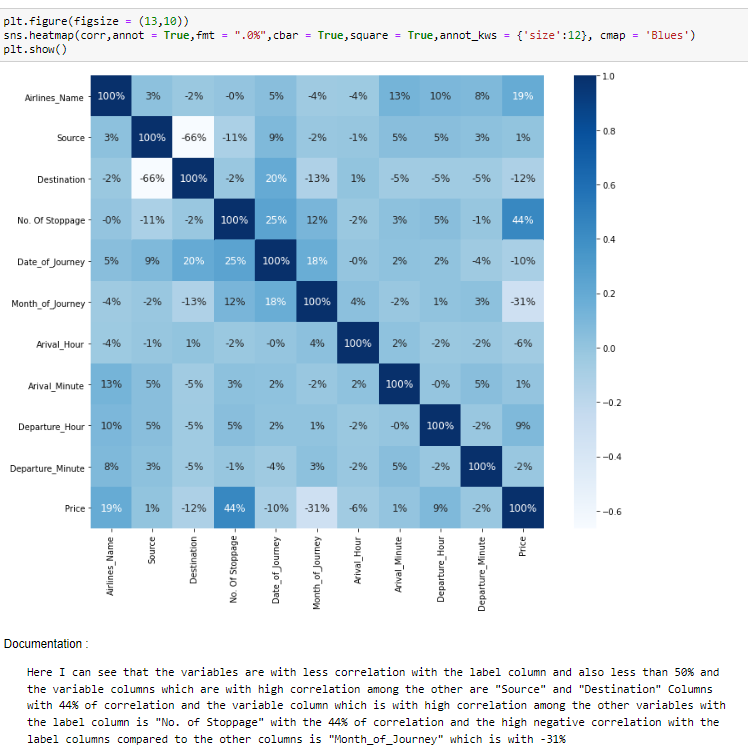 plt.figure(figsize = (13,10))
sns.heatmap(corr,annot = True,fmt = ".0%",cbar = True,square = True,annot_kws = {'size':12}, cmap = 'Blues')
plt.show()
Airlines_Name 100% 3% -2% -0% 5% -4% -4% 13% 10% 8% 19%
Source 3% 100% -66% -11% 9% -2% -1% 5% 5% 3% 1%
Destination -2% -66% 100% -2% 20% -13% 1% -5% -5% -5% -12%
No. Of Stoppage -0% -11% -2% 100% 25% 12% -2% 3% 5% -1% 44%
Date_of_Journey 5% 9% 20% 25% 100% 18% -0% 2% 2% -4% -10%
Month_of_Journey -4% -2% -13% 12% 18% 100% 4% -2% 1% 3% -31%
Arival_Hour -4% -1% 1% -2% -0% 4% 100% 2% -2% -2% -6%
Arival_Minute 13% 5% -5% 3% 2% -2% 2% 100% -0% 5% 1%
Departure_Hour 10% 5% -5% 5% 2% 1% -2% -0% 100% -2% 9%
Departure_Minute 8% 3% -5% -1% -4% 3% -2% 5% -2% 100% -2%
Price 19% 1% -12% 44% -10% -31% -6% 1% 9% -2% 100%
Airlines_Name
Source
Destination
No. Of Stoppage
Date_of_Journey
Month_of_Journey
Arival_Hour
Arival_Minute
Departure_Hour
Departure_Minute
Price
1.0
0.8
0.6
0.4
0.2
0.0
−0.2
−0.4
−0.6
Documentation :
Here I can see that the variables are with less correlation with the label column and also less than 50% and
the variable columns which are with high correlation among the other are "Source" and "Destination" Columns
with 44% of correlation and the variable column which is with high correlation among the other variables with
the label column is "No. of Stoppage" with the 44% of correlation and the high negative correlation with the
label columns compared to the other columns is "Month_of_Journey" which is with -31%